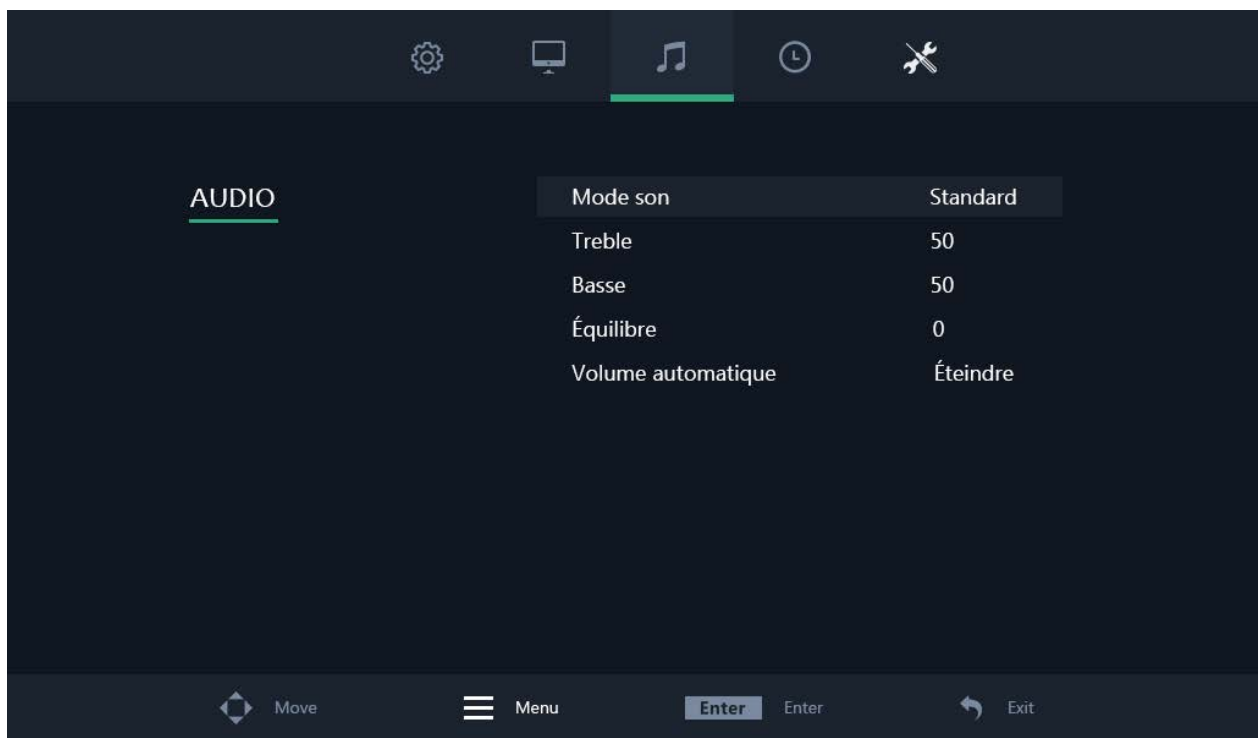 AUDIO
Mode son Standard
Treble 50
Basse 50
Équilibre 0
Volume automatique Éteindre
Move Menu Enter Enter Exit